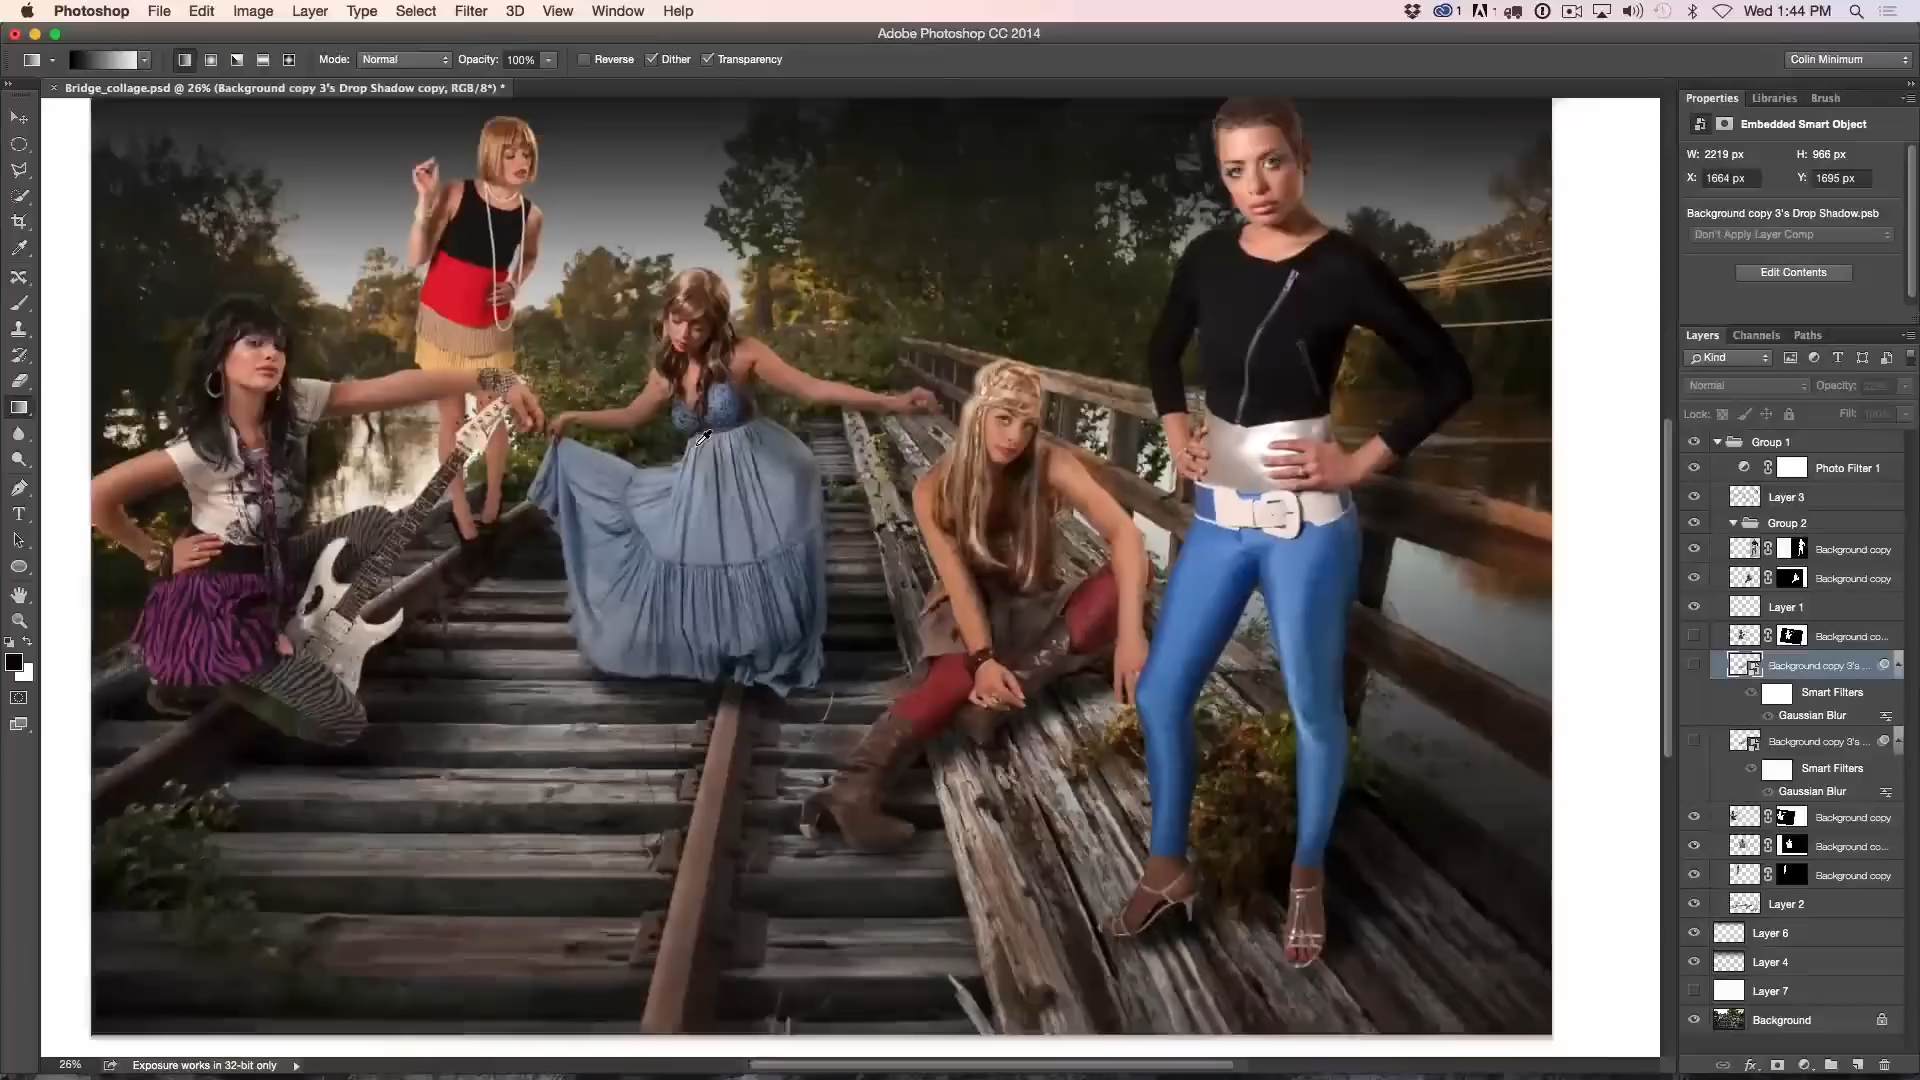 Photoshop File Edit Image Layer Type Select Filter 3D View Window Help
1 1 Wed 1:44 PM
Adobe Photoshop CC 2014
Mode: Normal Opacity: 100% Reverse Dither Transparency Colin Minimum
× Bridge_collage.psd @ 26% (Background copy 3's Drop Shadow copy, RGB/8*) *
Properties Libraries Brush
Embedded Smart Object
W: 2219 px H: 966 px
X: 1664 px Y: 1695 px
Background copy 3's Drop Shadow.psb
Don't Apply Layer Comp
Edit Contents
Layers Channels Paths
Kind
Normal Opacity:
Lock: Fill: 100%
Group 1
Photo Filter 1
Layer 3
Group 2
Background copy
Background copy
Layer 1
Background co...
Background copy 3's ...
Smart Filters
Gaussian Blur
Background copy 3's ...
Smart Filters
Gaussian Blur
Background copy
Background co...
Background copy
Layer 2
Layer 6
Layer 4
Layer 7
Background
26% Exposure works in 32-bit only
fx